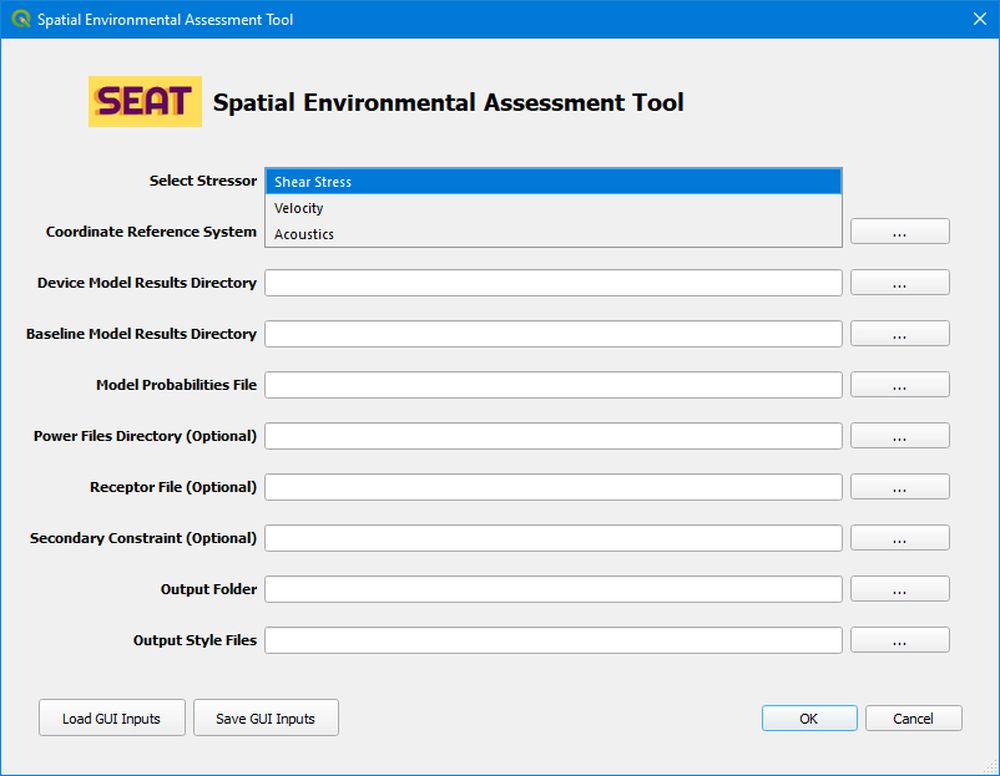 Spatial Environmental Assessment Tool
SEAT Spatial Environmental Assessment Tool
Select Stressor Shear Stress
Velocity
Coordinate Reference System ...
Acoustics
Device Model Results Directory ...
Baseline Model Results Directory ...
Model Probabilities File ...
Power Files Directory (Optional) ...
Receptor File (Optional) ...
Secondary Constraint (Optional) ...
Output Folder ...
Output Style Files ...
Load GUI Inputs Save GUI Inputs OK Cancel